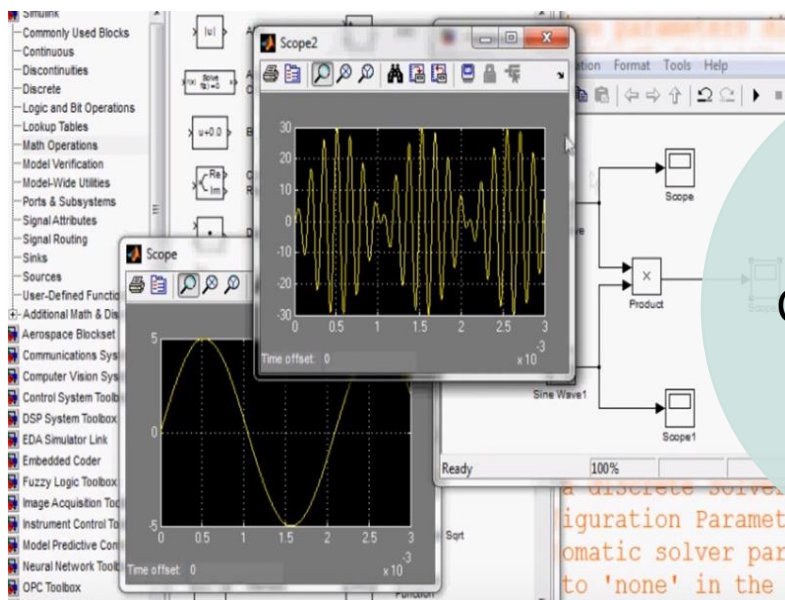 Simulink
Commonly Used Blocks
Continuous
Discontinuities
Discrete
Logic and Bit Operations
Lookup Tables
Math Operations
Model Verification
Model-Wide Utilities
Ports & Subsystems
Signal Attributes
Signal Routing
Sinks
Sources
User-Defined Functio
Additional Math & Dis
Aerospace Blockset
Communications Sys
Computer Vision Sys
Control System Toolb
DSP System Toolbox
EDA Simulator Link
Embedded Coder
Fuzzy Logic Toolbox
Image Acquisition Too
Instrument Control To
Model Predictive Con
Neural Network Toolb
OPC Toolbox
|u|
Solve
f(z)=0
u+0.0
Re
Im
Sqrt
Function
Scope2
30
20
10
0
-10
-20
-30
0 0.5 1 1.5 2 2.5 3
x 10
-3
Time offset: 0
Scope
5
0
-5
0 0.5 1 1.5 2 2.5 3
x 10
-3
Time offset: 0
ation Format Tools Help
Scope
Product
Sine Wave1
Scope1
Ready 100%
a discrete solver
iguration Paramet
omatic solver par
to 'none' in the